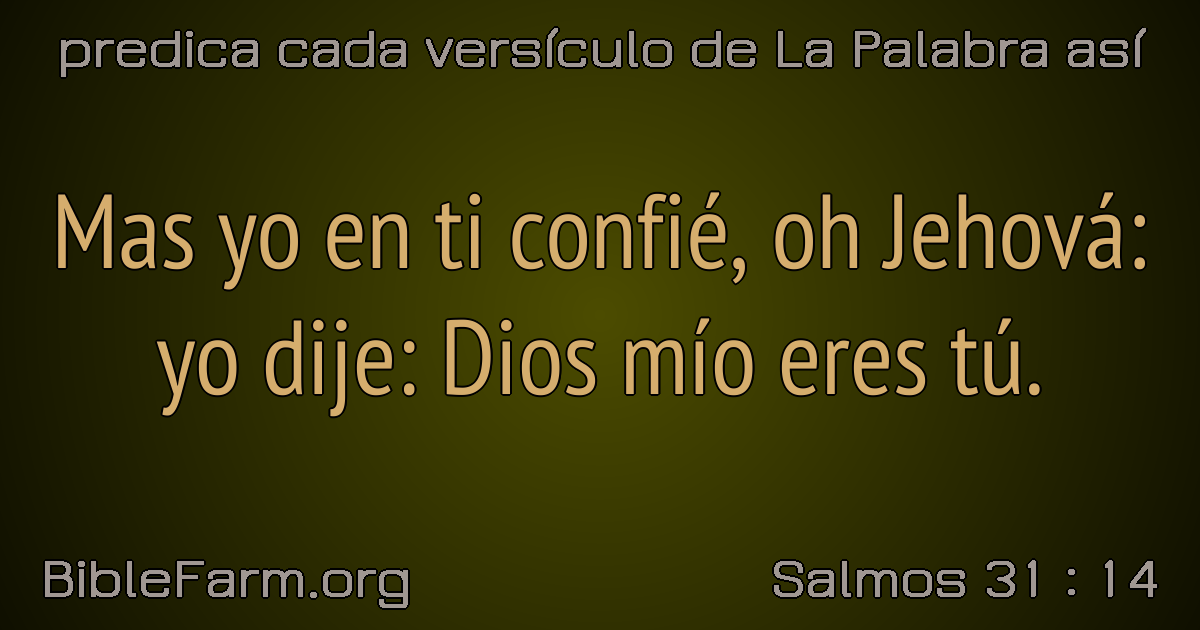 predica cada versículo de La Palabra así
Mas yo en ti confié, oh Jehová:
yo dije: Dios mío eres tú.
BibleFarm.org
Salmos 31 : 14